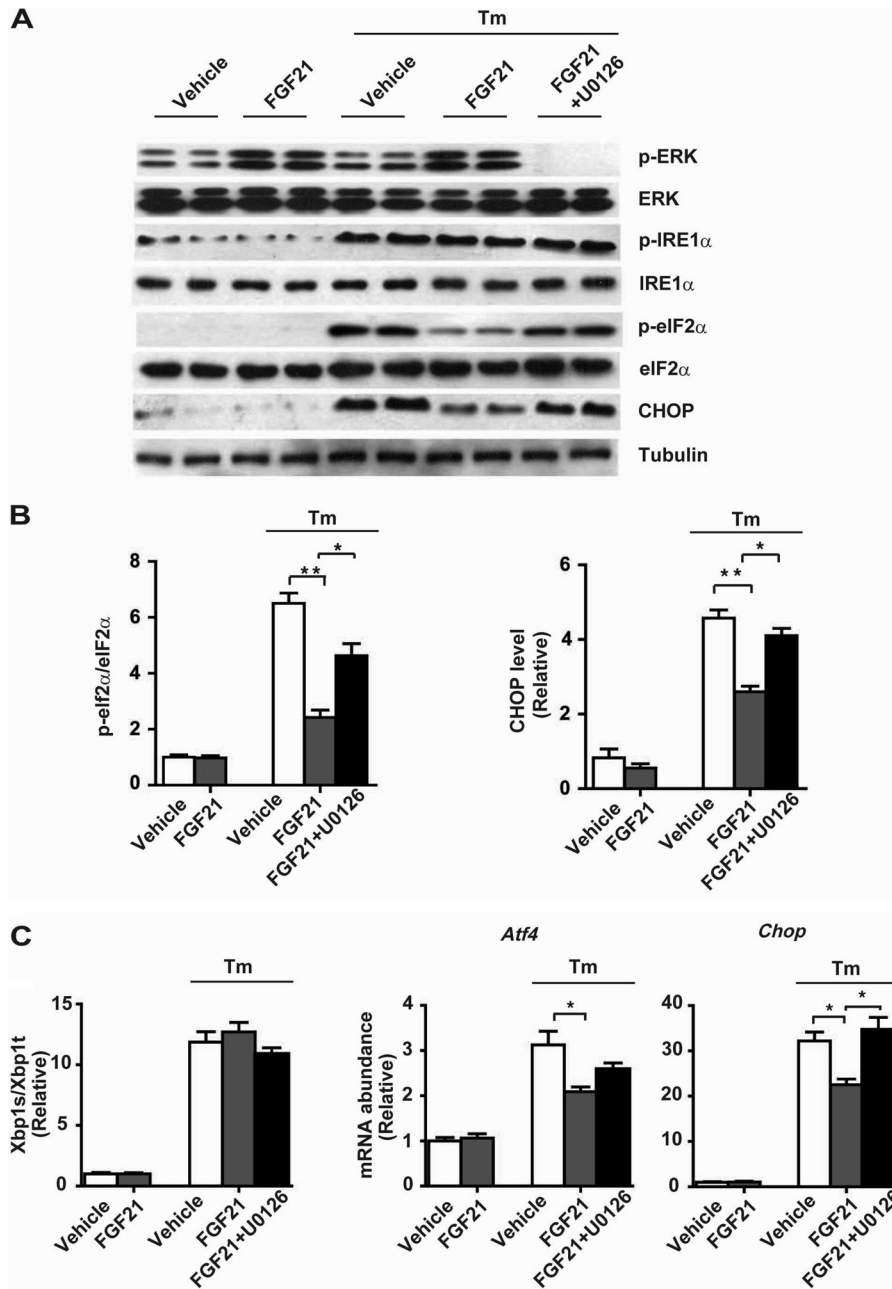 A
Tm
Vehicle FGF21 Vehicle FGF21 FGF21
+U0126
p-ERK
ERK
p-IRE1α
IRE1α
p-eIF2α
eIF2α
CHOP
Tubulin
B
Tm
p-eIf2α/eIF2α
8
6
4
2
0
** *
Vehicle FGF21 Vehicle FGF21 FGF21+U0126
Tm
CHOP level
(Relative)
6
4
2
0
** *
Vehicle FGF21 Vehicle FGF21 FGF21+U0126
C
Tm
Xbp1s/Xbp1t
(Relative)
15
10
5
0
Vehicle FGF21 Vehicle FGF21 FGF21+U0126
Atf4
Tm
mRNA abundance
(Relative)
4
3
2
1
0
*
Vehicle FGF21 Vehicle FGF21 FGF21+U0126
Chop
Tm
40
30
20
10
0
* *
Vehicle FGF21 Vehicle FGF21 FGF21+U0126